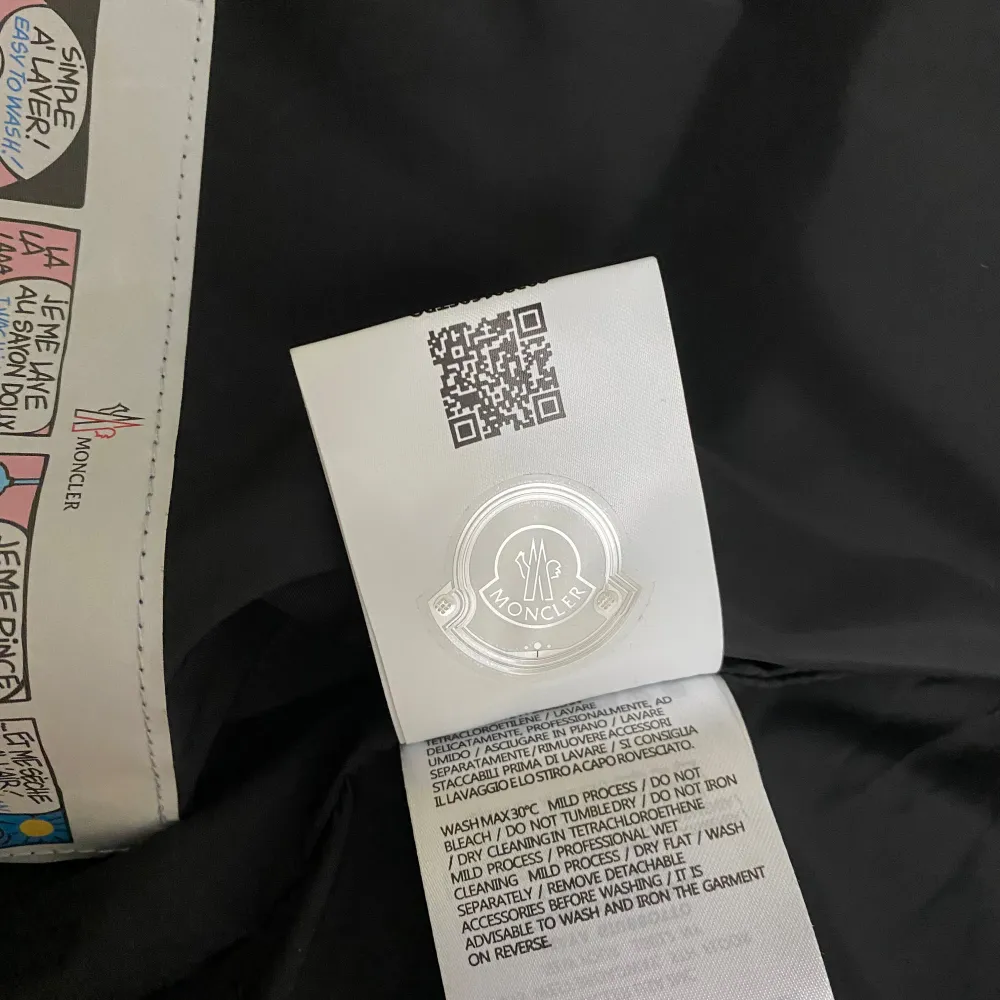 SIMPLE
A' LAVER!
EASY TO WASH!
LA
LA
JE ME LAVE
AU SAVON DOUX
MONCLER
JE ME RINCE
MONCLER
TETRACLOROETILENE / LAVARE
DELICATAMENTE, PROFESSIONALMENTE, AD
UMIDO / ASCIUGARE IN PIANO / LAVARE
SEPARATAMENTE/RIMUOVERE ACCESSORI
STACCABILI PRIMA DI LAVARE / SI CONSIGLIA
IL LAVAGGIO E LO STIRO A CAPO ROVESCIATO.
WASH MAX 30°C MILD PROCESS / DO NOT
BLEACH / DO NOT TUMBLE DRY / DO NOT IRON
/ DRY CLEANING IN TETRACHLOROETHENE
MILD PROCESS / PROFESSIONAL WET
CLEANING MILD PROCESS / DRY FLAT / WASH
SEPARATELY / REMOVE DETACHABLE
ACCESSORIES BEFORE WASHING / IT IS
ADVISABLE TO WASH AND IRON THE GARMENT
ON REVERSE.